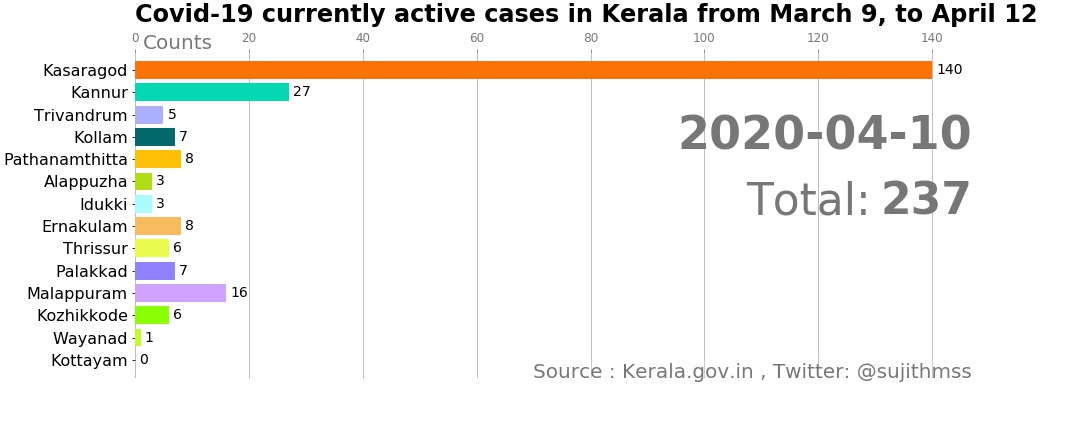 Covid-19 currently active cases in Kerala from March 9, to April 12
0 20 40 60 80 100 120 140
Counts
Kasaragod 140
Kannur 27
Trivandrum 5
Kollam 7
Pathanamthitta 8
Alappuzha 3
Idukki 3
Ernakulam 8
Thrissur 6
Palakkad 7
Malappuram 16
Kozhikkode 6
Wayanad 1
Kottayam 0
2020-04-10
Total: 237
Source : Kerala.gov.in , Twitter: @sujithmss